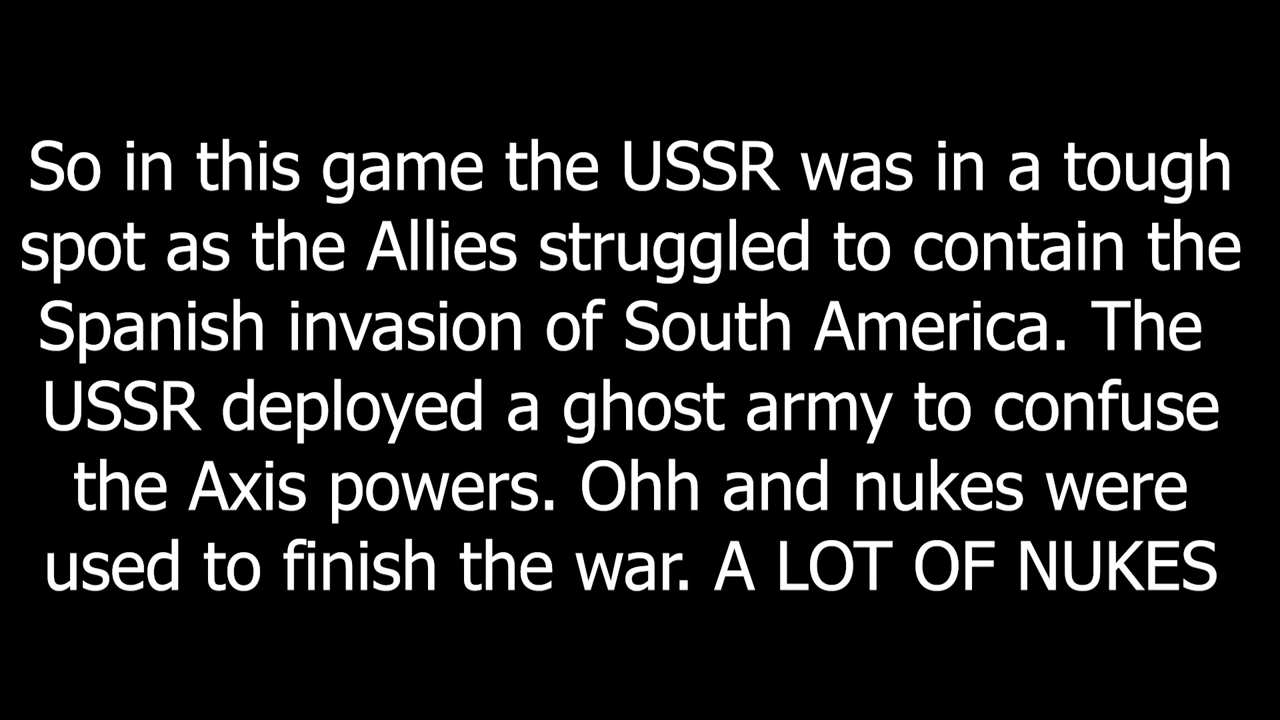 So in this game the USSR was in a tough
spot as the Allies struggled to contain the
Spanish invasion of South America. The
USSR deployed a ghost army to confuse
the Axis powers. Ohh and nukes were
used to finish the war. A LOT OF NUKES